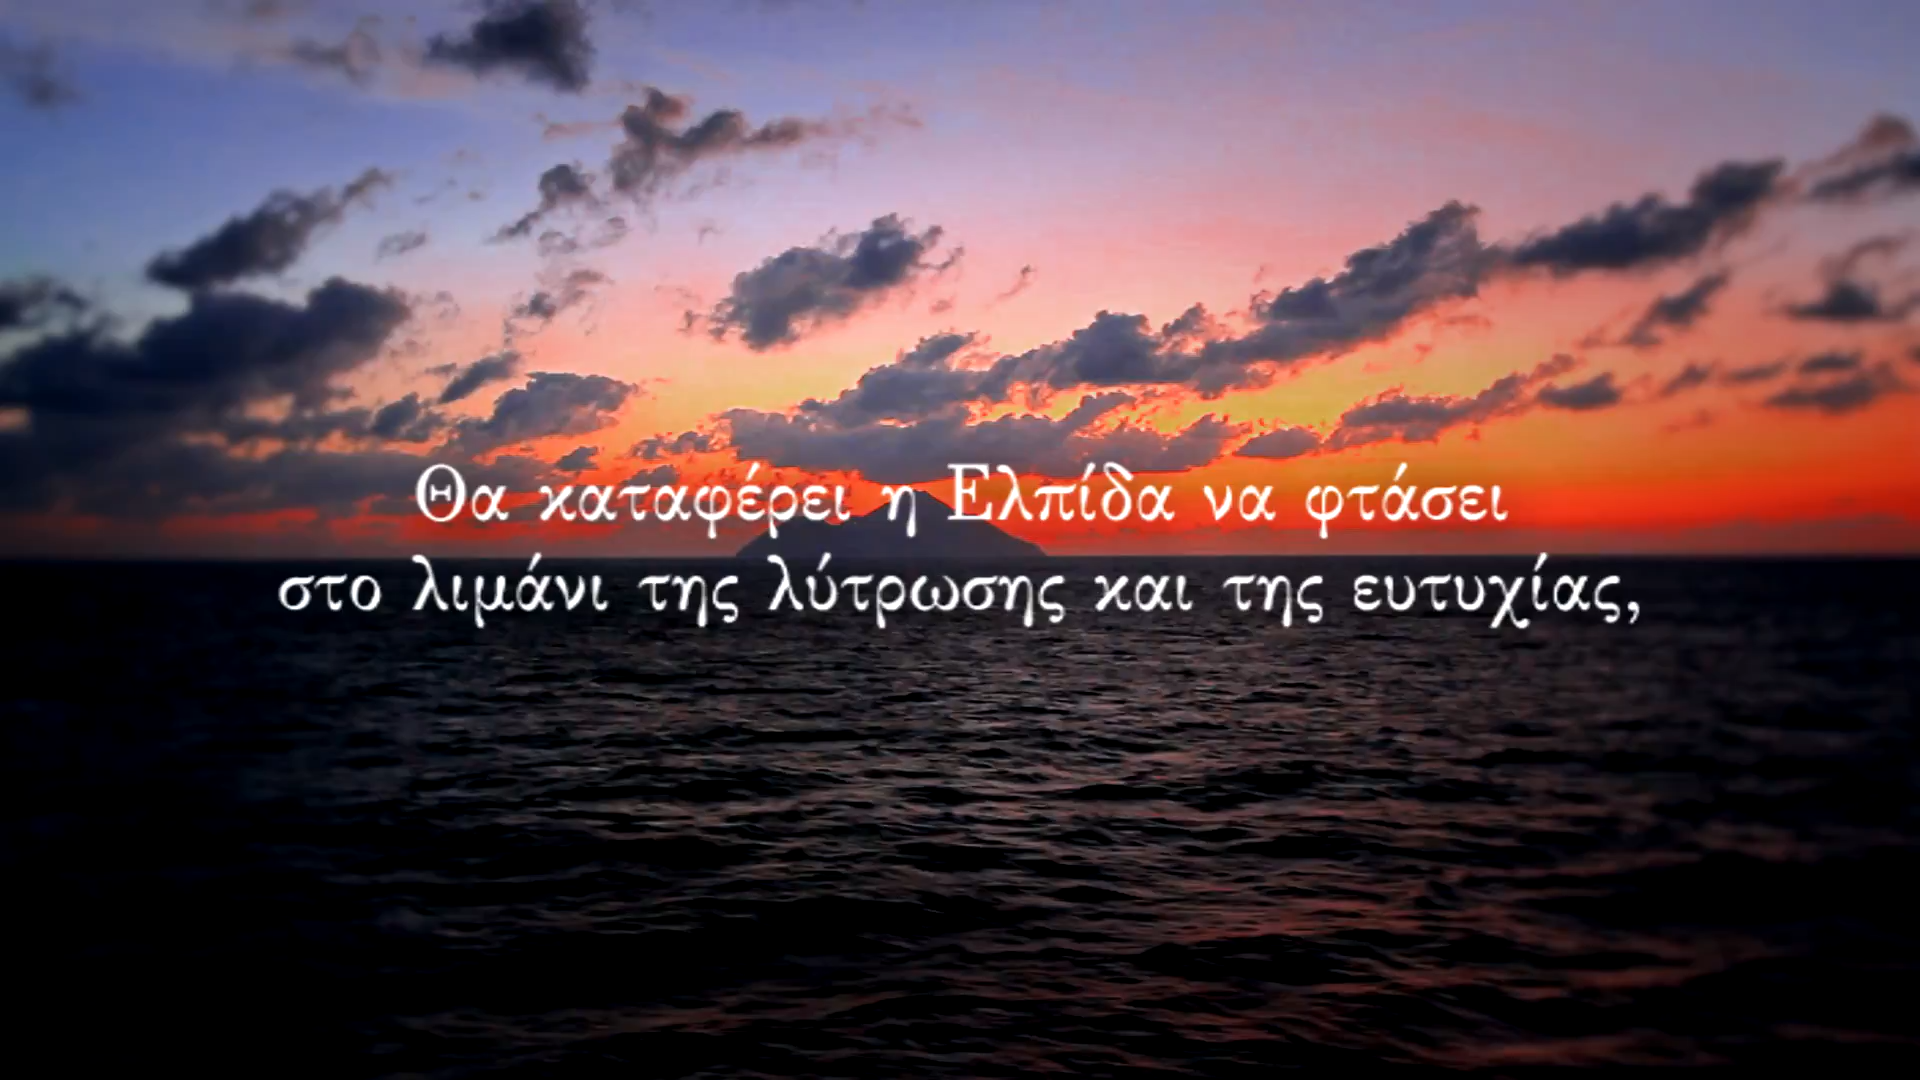 Θα καταφέρει η Ελπίδα να φτάσει
στο λιμάνι της λύτρωσης και της ευτυχίας,